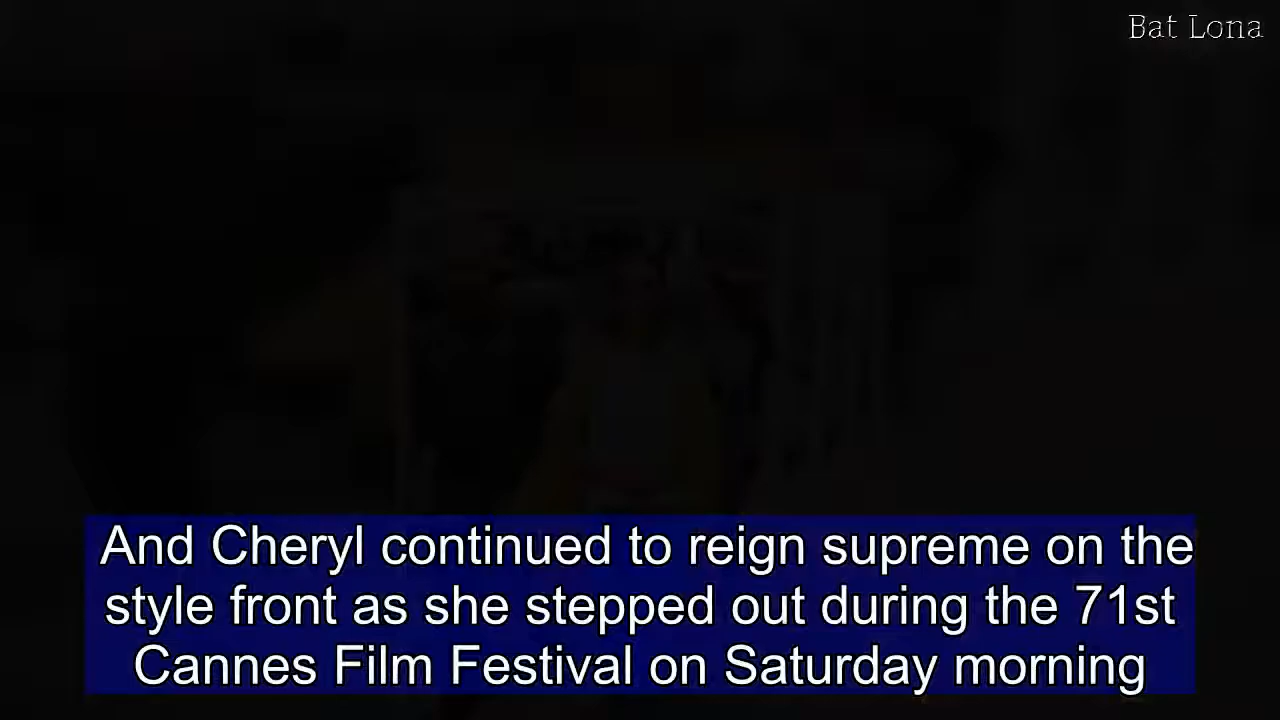 Bat Lona
And Cheryl continued to reign supreme on the
style front as she stepped out during the 71st
Cannes Film Festival on Saturday morning